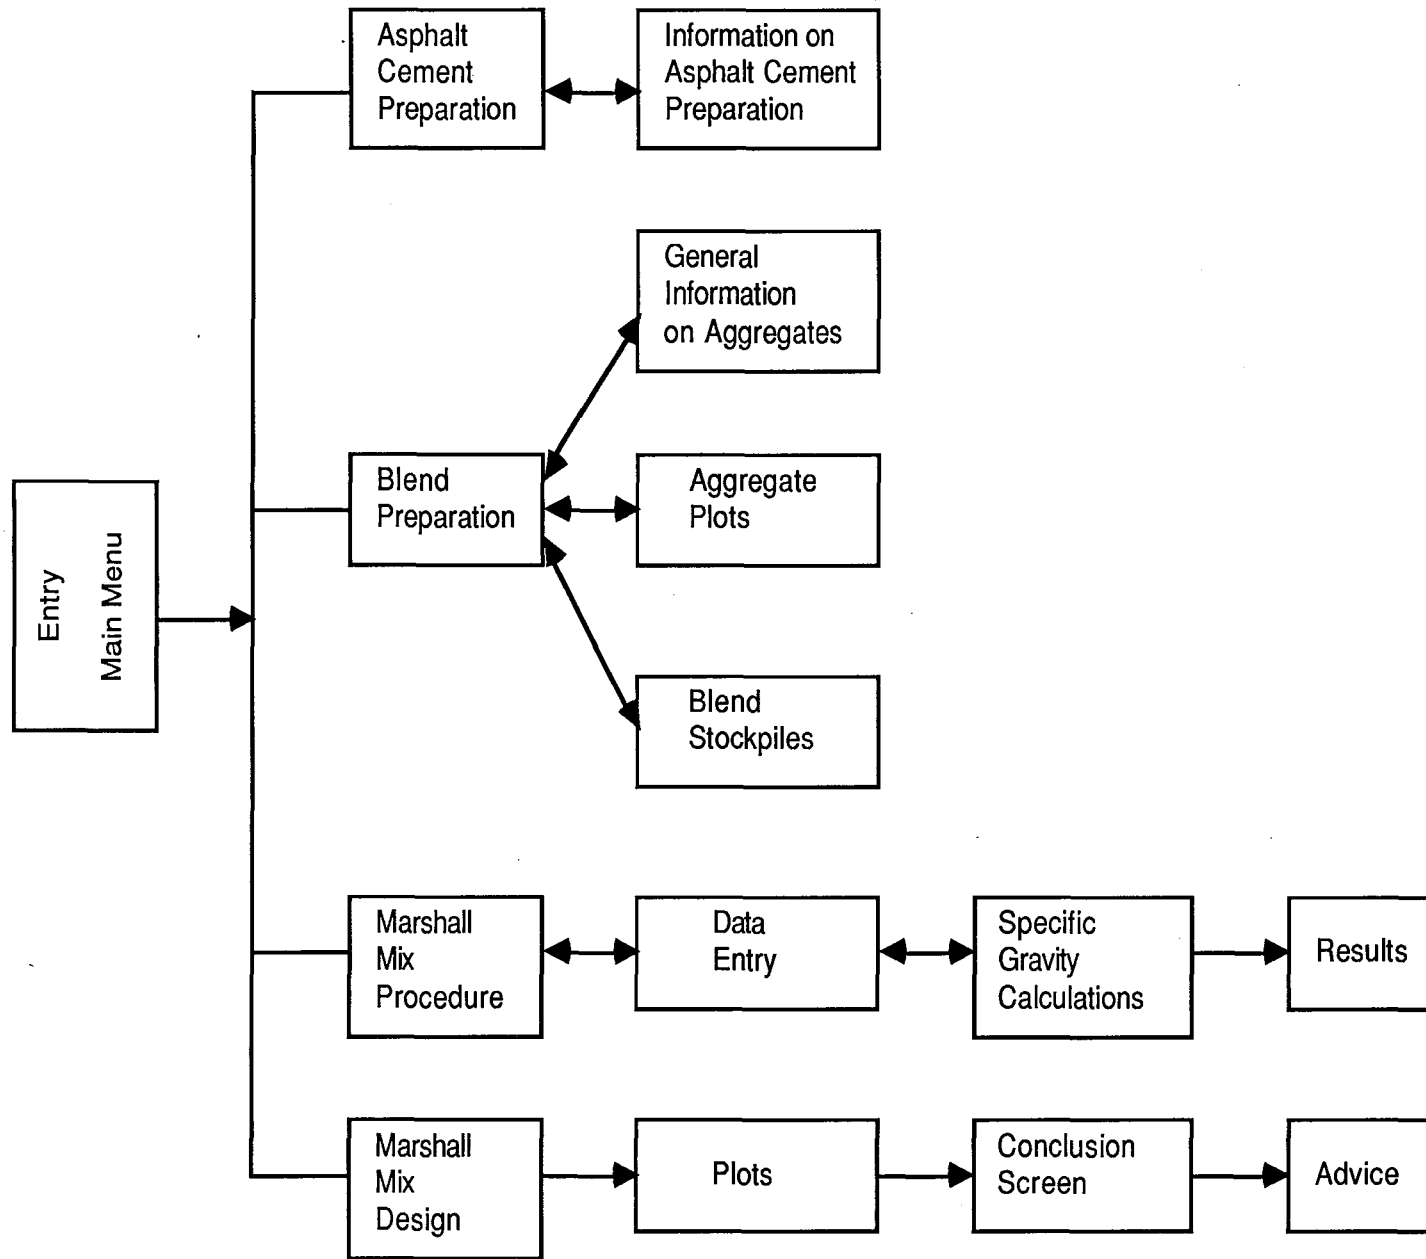 Asphalt
Cement
Preparation
Information on
Asphalt Cement
Preparation
General
Information
on Aggregates
Entry
Main Menu
Blend
Preparation
Aggregate
Plots
Blend
Stockpiles
Marshall
Mix
Procedure
Data
Entry
Specific
Gravity
Calculations
Results
Marshall
Mix
Design
Plots
Conclusion
Screen
Advice